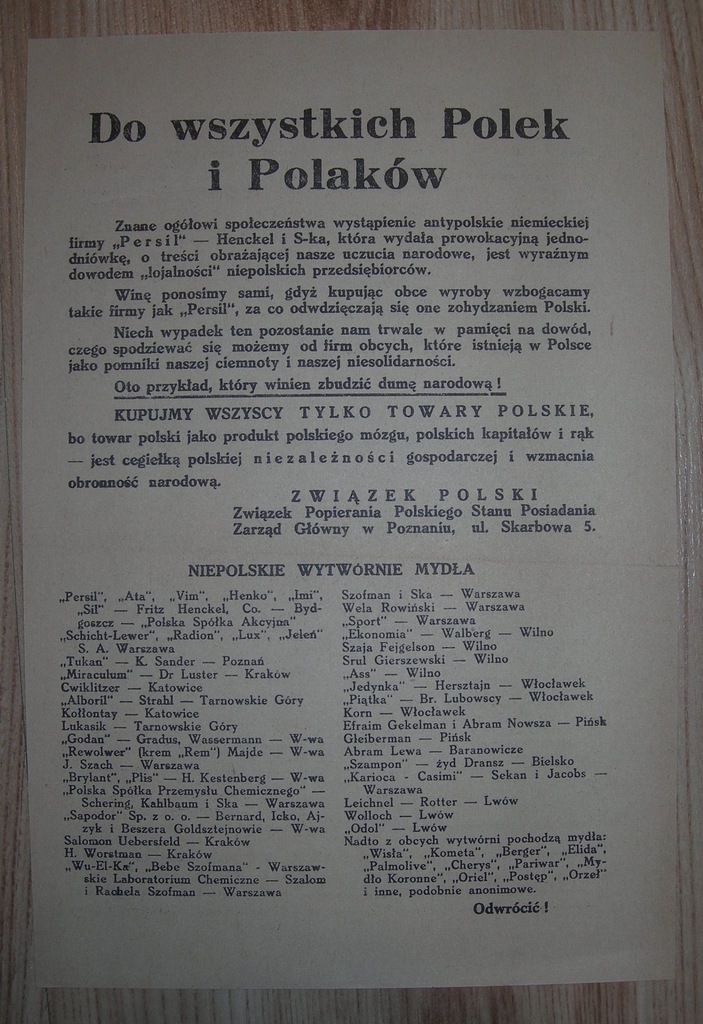 Do wszystkich Polek
i Polaków
Znane ogółowi społeczeństwa wystąpienie antypolskie niemieckiej
firmy „Persil" — Henckel i S-ka, która wydała prowokacyjną jedno-
dniówkę, o treści obrażającej nasze uczucia narodowe, jest wyraźnym
dowodem „lojalności" niepolskich przedsiębiorców.
Winę ponosimy sami, gdyż kupując obce wyroby wzbogacamy
takie firmy jak „Persil", za co odwdzięczają się one zohydzaniem Polski.
Niech wypadek ten pozostanie nam trwale w pamięci na dowód,
czego spodziewać się możemy od firm obcych, które istnieją w Polsce
jako pomniki naszej ciemnoty i naszej niesolidarności.
Oto przykład, który winien zbudzić dumę narodową!
KUPUJMY WSZYSCY TYLKO TOWARY POLSKIE,
bo towar polski jako produkt polskiego mózgu, polskich kapitałów i rąk
— jest cegiełką polskiej niezależności gospodarczej i wzmacnia
obronność narodową.
ZWIĄZEK POLSKI
Związek Popierania Polskiego Stanu Posiadania
Zarząd Główny w Poznaniu, ul. Skarbowa 5.
NIEPOLSKIE WYTWÓRNIE MYDŁA
„Persil", „Ata", „Vim", „Henko", „Imi",
„Sil" — Fritz Henckel, Co. — Byd-
goszcz — „Polska Spółka Akcyjna"
„Schicht-Lewer", „Radion", „Lux", „Jeleń"
S. A. Warszawa
„Tukan" — K. Sander — Poznań
„Miraculum" — Dr Luster — Kraków
Cwiklitzer — Katowice
„Alboril" — Strahl — Tarnowskie Góry
Kołłontay — Katowice
Lukasik — Tarnowskie Góry
„Godan" — Gradus, Wassermann — W-wa
„Rewolwer" (krem „Rem") Majde — W-wa
J. Szach — Warszawa
„Brylant", „Plis" — H. Kestenberg — W-wa
„Polska Spółka Przemysłu Chemicznego" —
Schering, Kahlbaum i Ska — Warszawa
„Sapodor" Sp. z o. o. — Bernard, Icko, Aj-
zyk i Beszera Goldsztejnowie — W-wa
Salomon Uebersfeld — Kraków
H. Worstman — Kraków
„Wu-El-Ka", „Bebe Szofmana" - Warszaw-
skie Laboratorium Chemiczne — Szalom
i Rachela Szofman — Warszawa
Szofman i Ska — Warszawa
Wela Rowiński — Warszawa
„Sport" — Warszawa
„Ekonomia" — Walberg — Wilno
Szaja Fejgelson — Wilno
Srul Gierszewski — Wilno
„Ass" — Wilno
„Jedynka" — Hersztajn — Włocławek
„Piątka" — Br. Lubowscy — Włocławek
Korn — Włocławek
Efraim Gekelman i Abram Nowsza — Pińsk
Gleiberman — Pińsk
Abram Lewa — Baranowicze
„Szampon" — żyd Dransz — Bielsko
„Karioca - Casimi" — Sekan i Jacobs —
Warszawa
Leichnel — Rotter — Lwów
Wolloch — Lwów
„Odol" — Lwów
Nadto z obcych wytwórni pochodzą mydła:
„Wisła", „Kometa", „Berger", „Elida",
„Palmolive", „Cherys", „Pariwar", „My-
dło Koronne", „Oriel", „Postęp", „Orzeł"
i inne, podobnie anonimowe.
Odwrócić!